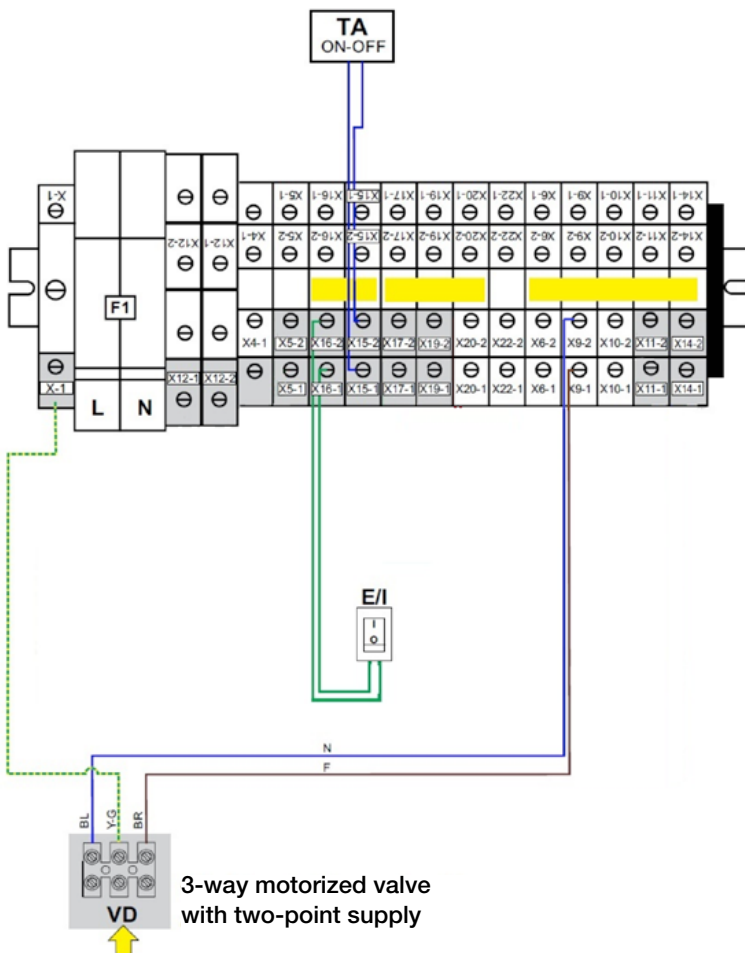 TA
ON-OFF
X-1 X5-1 X16-1 X15-1 X17-1 X19-1 X20-1 X22-1 X6-1 X9-1 X10-1 X11-1 X14-1
X12-2 X12-1 X4-1 X5-2 X16-2 X15-2 X17-2 X19-2 X20-2 X22-2 X6-2 X9-2 X10-2 X11-2 X14-2
F1
X4-1 X5-2 X16-2 X15-2 X17-2 X19-2 X20-2 X22-2 X6-2 X9-2 X10-2 X11-2 X14-2
X-1 X12-1 X12-2 X5-1 X16-1 X15-1 X17-1 X19-1 X20-1 X22-1 X6-1 X9-1 X10-1 X11-1 X14-1
L N
E/I
I
O
N
F
BL Y-G BR
3-way motorized valve
with two-point supply
VD